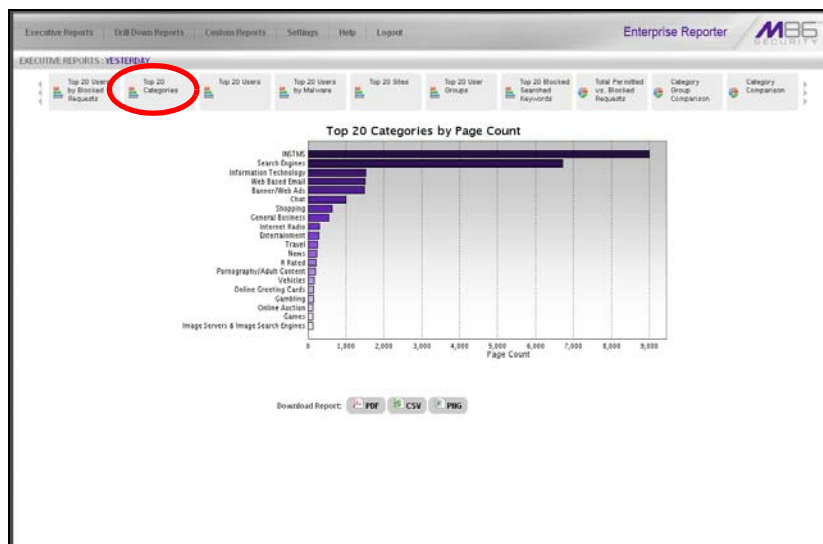 Executive Reports Drill Down Reports Custom Reports Settings Help Logout
Enterprise Reporter
M86
SECURITY
EXECUTIVE REPORTS : YESTERDAY
Top 20 Users by Blocked Requests
Top 20 Categories
Top 20 Users
Top 20 Users by Malware
Top 20 Sites
Top 20 User Groups
Top 20 Blocked Searched Keywords
Total Permitted vs. Blocked Requests
Category Group Comparison
Category Comparison
Top 20 Categories by Page Count
INSTMS
Search Engines
Information Technology
Web Based Email
Banner/Web Ads
Chat
Shopping
General Business
Internet Radio
Entertainment
Travel
News
R Rated
Pornography/Adult Content
Vehicles
Online Greeting Cards
Gambling
Online Auction
Games
Image Servers & Image Search Engines
0 1,000 2,000 3,000 4,000 5,000 6,000 7,000 8,000 9,000
Page Count
Download Report: PDF CSV PNG